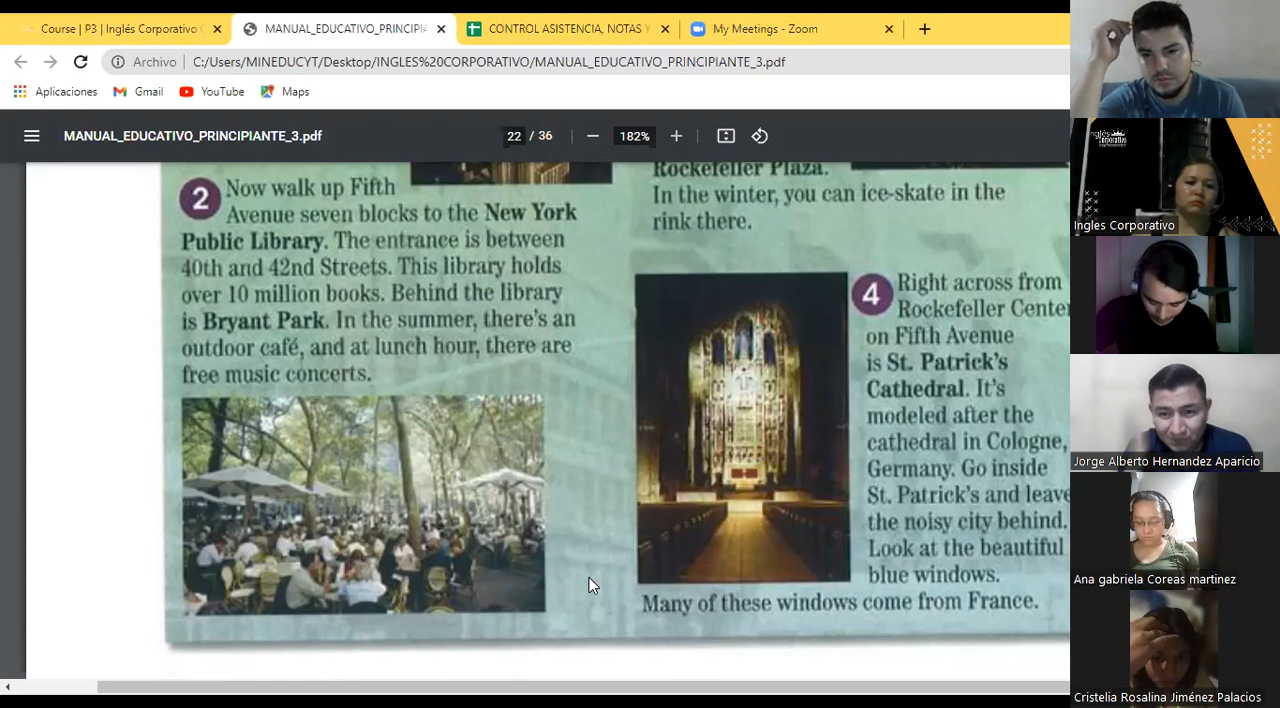 Course | P3 | Inglés Corporativo
MANUAL_EDUCATIVO_PRINCIPI
CONTROL ASISTENCIA, NOTAS Y
My Meetings - Zoom
Archivo | C:/Users/MINEDUCYT/Desktop/INGLES%20CORPORATIVO/MANUAL_EDUCATIVO_PRINCIPIANTE_3.pdf
Aplicaciones
Gmail
YouTube
Maps
MANUAL_EDUCATIVO_PRINCIPIANTE_3.pdf
22 / 36
182%
2 Now walk up Fifth
Avenue seven blocks to the New York
Public Library. The entrance is between
40th and 42nd Streets. This library holds
over 10 million books. Behind the library
is Bryant Park. In the summer, there's an
outdoor café, and at lunch hour, there are
free music concerts.
Rockefeller Plaza.
In the winter, you can ice-skate in the
rink there.
4 Right across from
Rockefeller Cente
on Fifth Avenue
is St. Patrick's
Cathedral. It's
modeled after the
cathedral in Cologne,
Germany. Go inside
St. Patrick's and leave
the noisy city behind.
Look at the beautiful
blue windows.
Many of these windows come from France.
Inglés
Corporativo
Ingles Corporativo
Jorge Alberto Hernandez Aparicio
Ana gabriela Coreas martinez
Cristelia Rosalina Jiménez Palacios